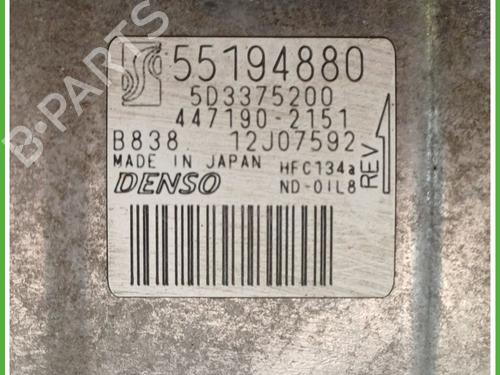 55194880
5D3375200
447190-2151
B838 12J07592
MADE IN JAPAN HFC134a
DENSO ND-OIL8
REV
B-PARTS